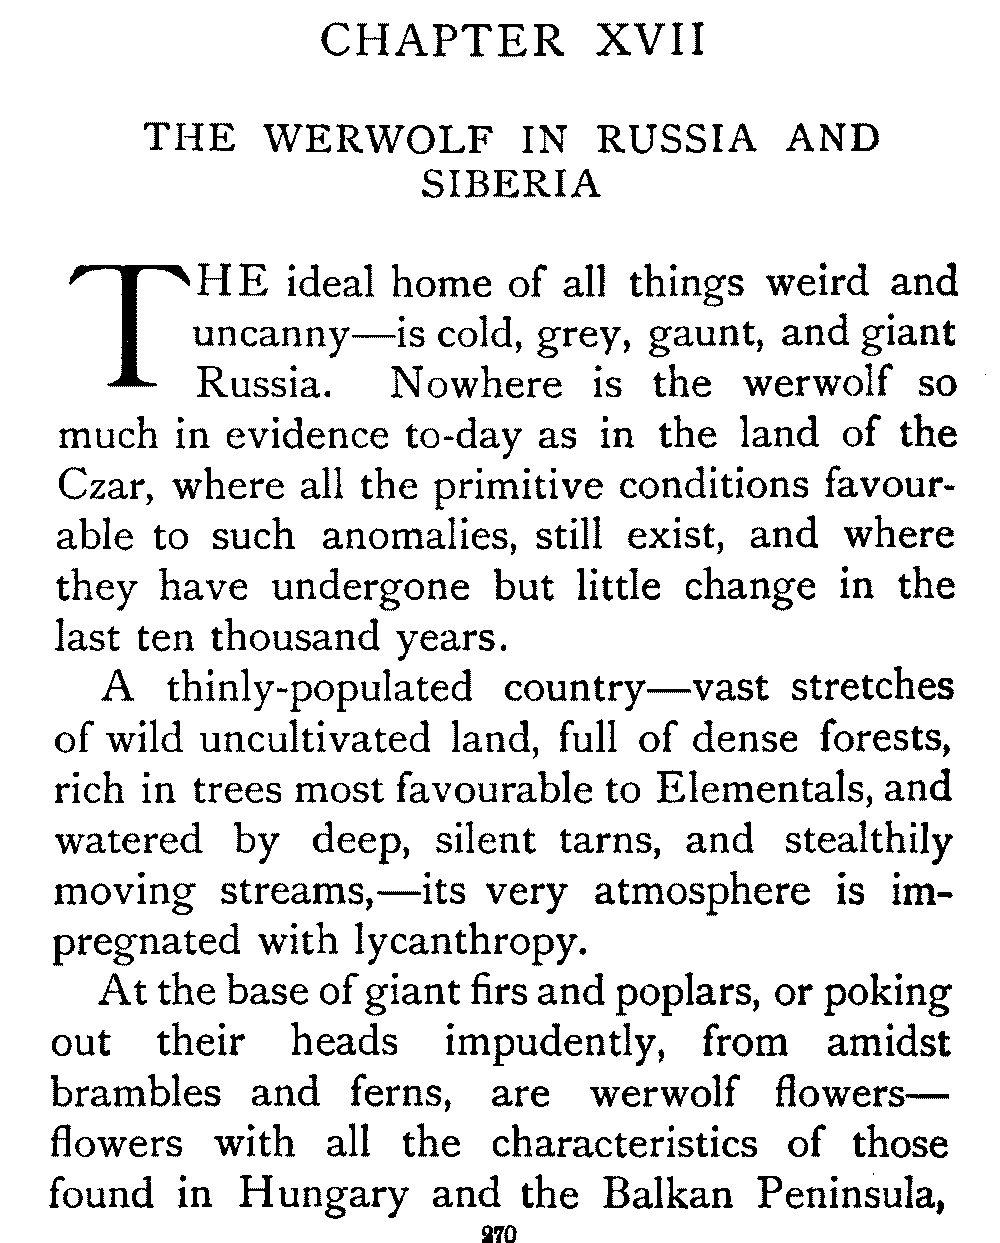 CHAPTER XVII
THE WERWOLF IN RUSSIA AND
SIBERIA
THE ideal home of all things weird and
uncanny—is cold, grey, gaunt, and giant
Russia. Nowhere is the werwolf so
much in evidence to-day as in the land of the
Czar, where all the primitive conditions favour-
able to such anomalies, still exist, and where
they have undergone but little change in the
last ten thousand years.
A thinly-populated country—vast stretches
of wild uncultivated land, full of dense forests,
rich in trees most favourable to Elementals, and
watered by deep, silent tarns, and stealthily
moving streams,—its very atmosphere is im-
pregnated with lycanthropy.
At the base of giant firs and poplars, or poking
out their heads impudently, from amidst
brambles and ferns, are werwolf flowers—
flowers with all the characteristics of those
found in Hungary and the Balkan Peninsula,
270